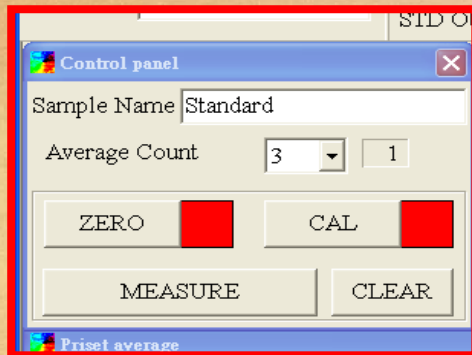 STD O
Control panel
Sample Name Standard
Average Count 3 1
ZERO CAL
MEASURE CLEAR
Priset average